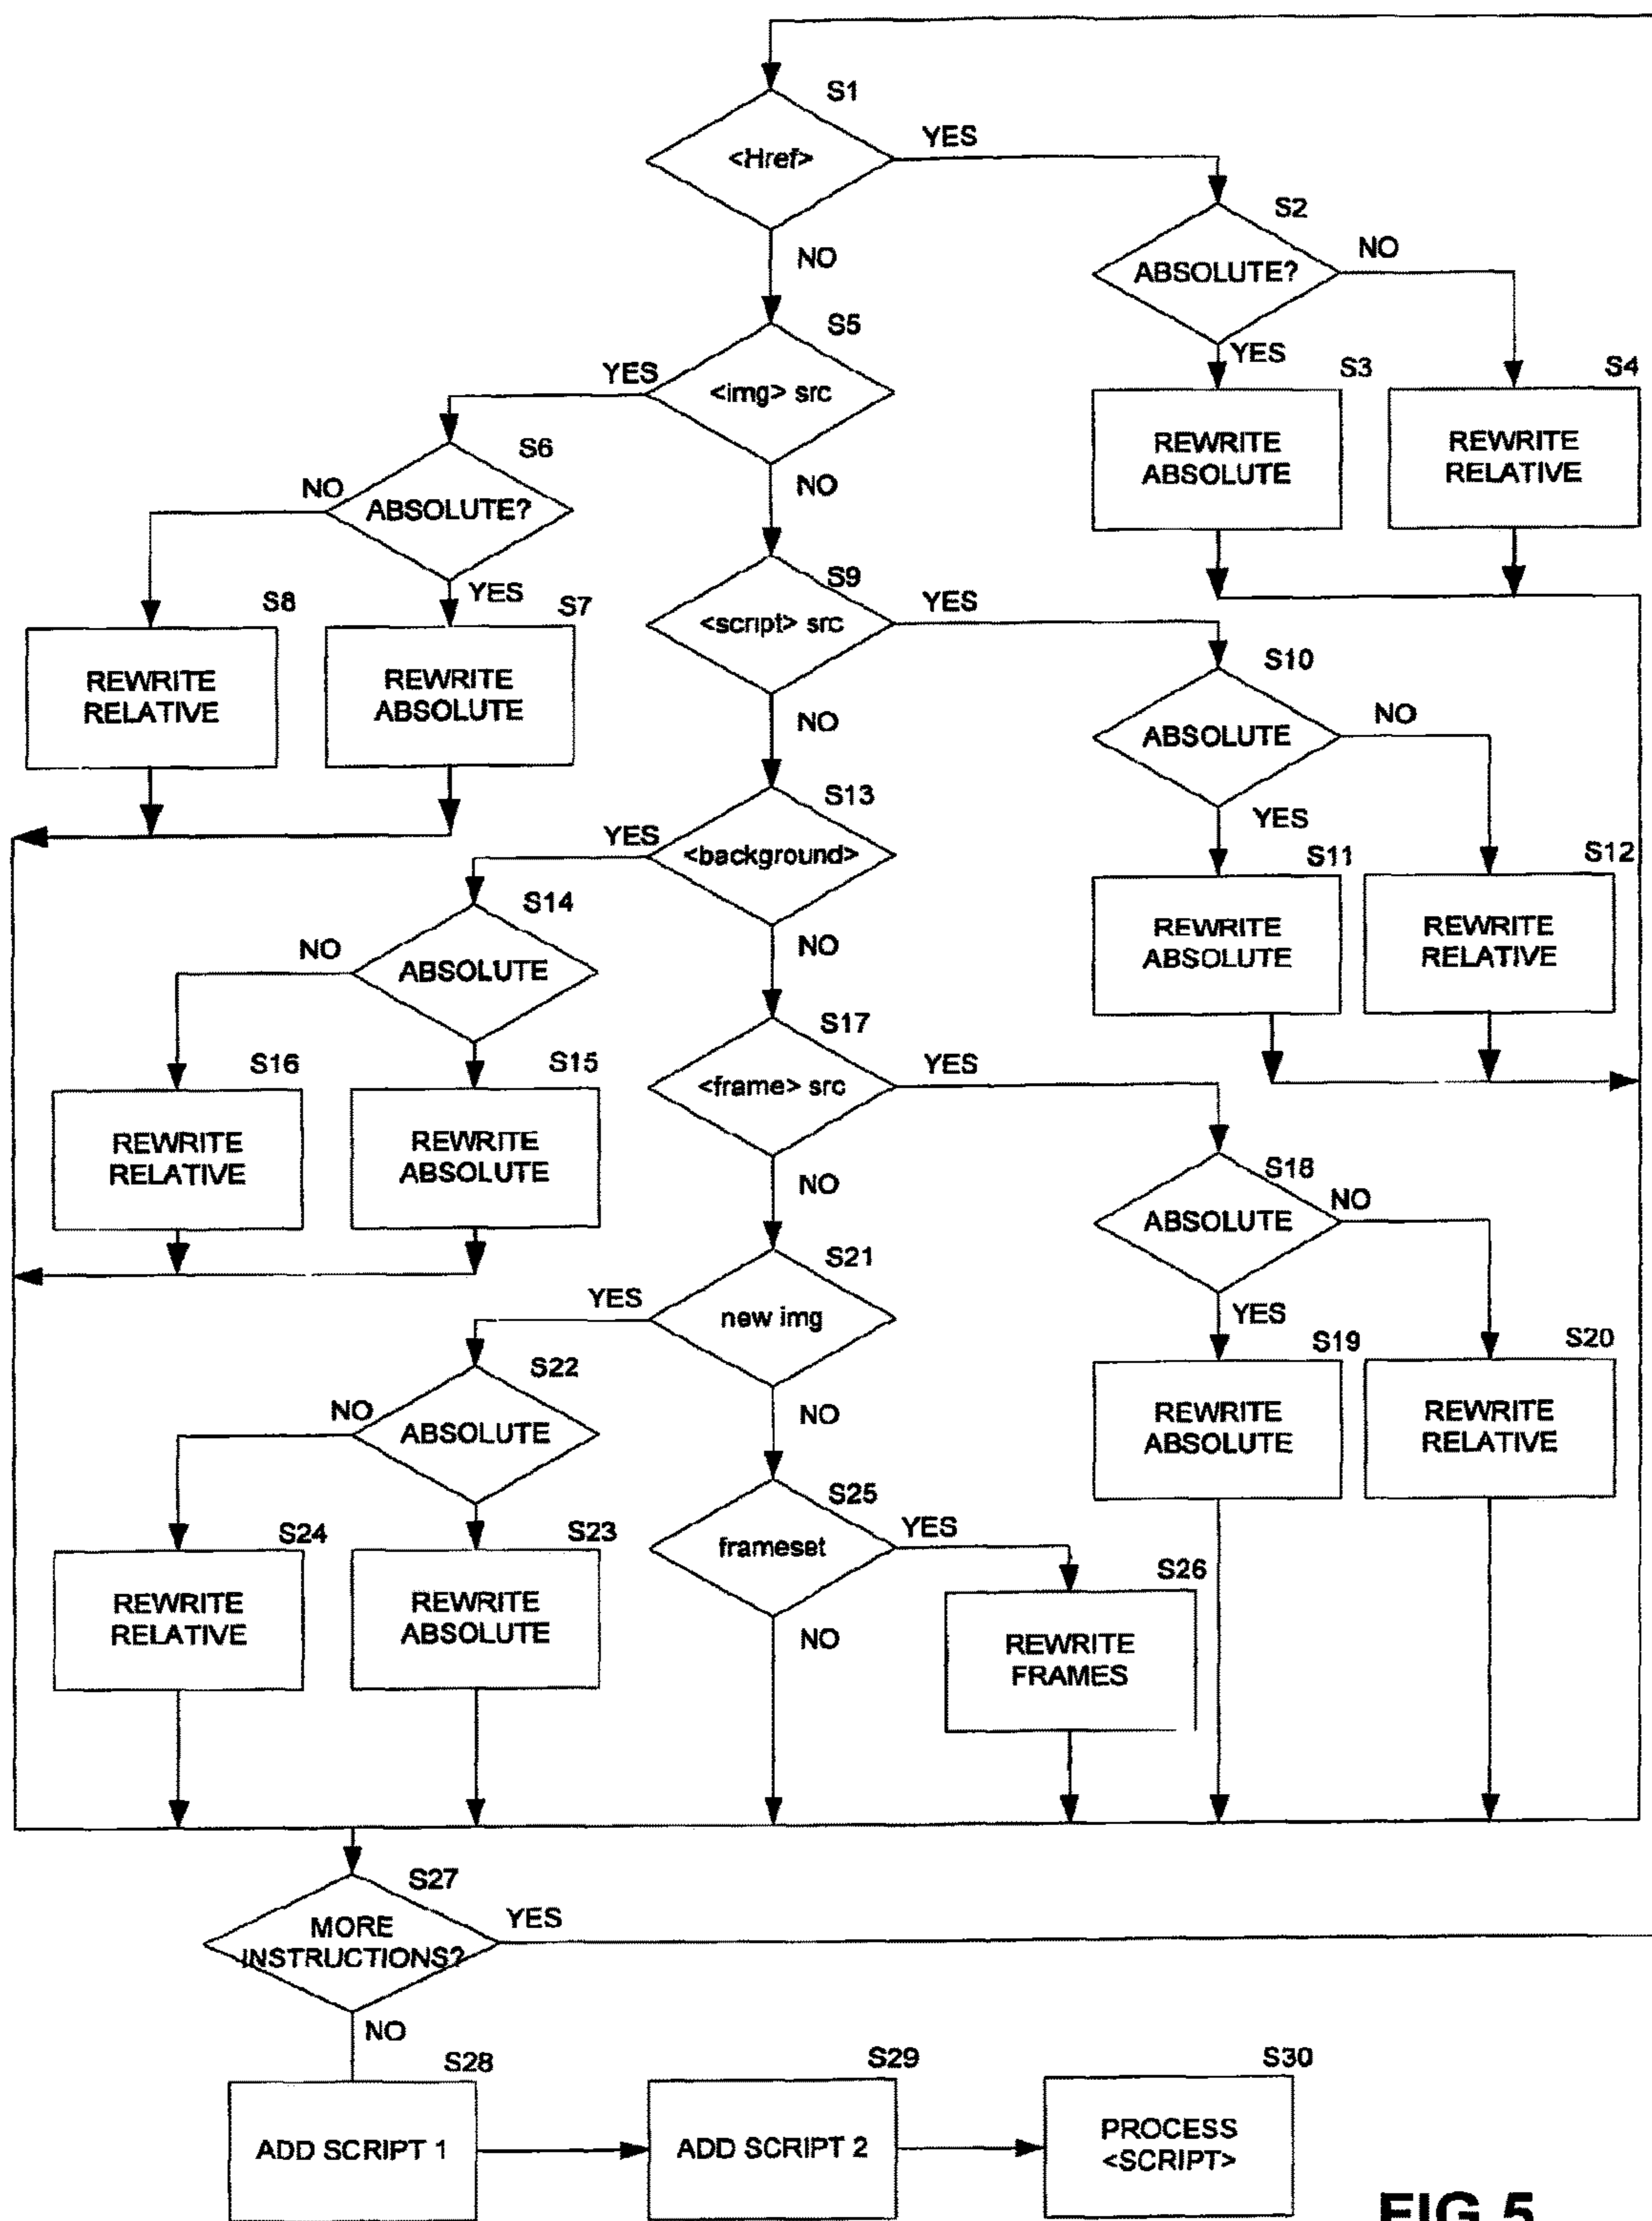 S1
<Href>
YES
NO
S2
ABSOLUTE?
NO
YES
S3
REWRITE
ABSOLUTE
S4
REWRITE
RELATIVE
S5
<img> src
YES
NO
S6
ABSOLUTE?
NO
YES
S8
REWRITE
RELATIVE
S7
REWRITE
ABSOLUTE
S9
<script> src
YES
NO
S10
ABSOLUTE
NO
YES
S11
REWRITE
ABSOLUTE
S12
REWRITE
RELATIVE
S13
<background>
YES
NO
S14
ABSOLUTE
NO
S16
REWRITE
RELATIVE
S15
REWRITE
ABSOLUTE
S17
<frame> src
YES
NO
S18
ABSOLUTE
NO
YES
S19
REWRITE
ABSOLUTE
S20
REWRITE
RELATIVE
S21
new img
YES
NO
S22
ABSOLUTE
NO
S24
REWRITE
RELATIVE
S23
REWRITE
ABSOLUTE
S25
frameset
YES
NO
S26
REWRITE
FRAMES
S27
MORE
INSTRUCTIONS?
YES
NO
S28
ADD SCRIPT 1
S29
ADD SCRIPT 2
S30
PROCESS
<SCRIPT>
FIG 5